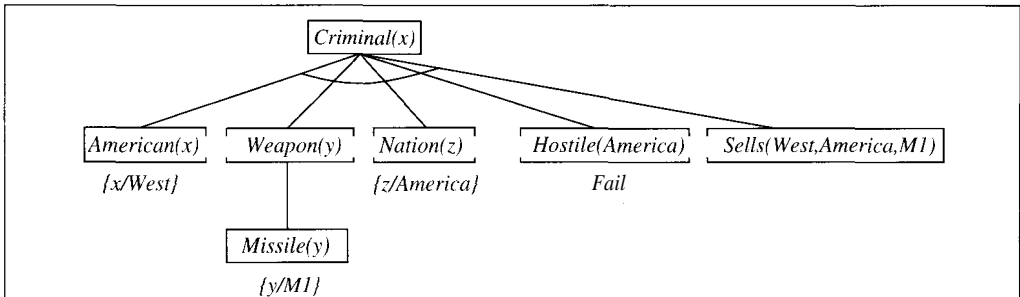 Criminal(x)
American(x) Weapon(y) Nation(z) Hostile(America) Sells(West,America,M1)
{x/West} {z/America} Fail
Missile(y)
{y/M1}